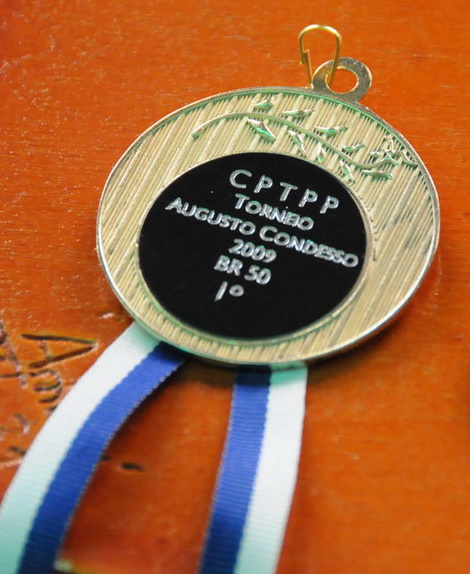 CPTPP
TORNEIO
AUGUSTO CONDESSO
2009
BR 50
1º